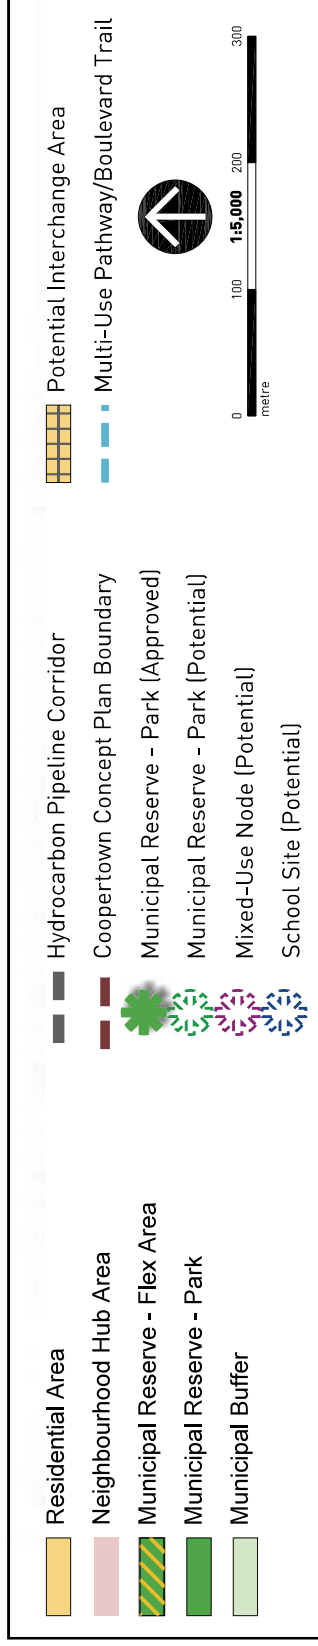 Residential Area
Neighbourhood Hub Area
Municipal Reserve - Flex Area
Municipal Reserve - Park
Municipal Buffer
Hydrocarbon Pipeline Corridor
Coopertown Concept Plan Boundary
Municipal Reserve - Park (Approved)
Municipal Reserve - Park (Potential)
Mixed-Use Node (Potential)
School Site (Potential)
Potential Interchange Area
Multi-Use Pathway/Boulevard Trail
1:5,000
0 100 200 300
metre